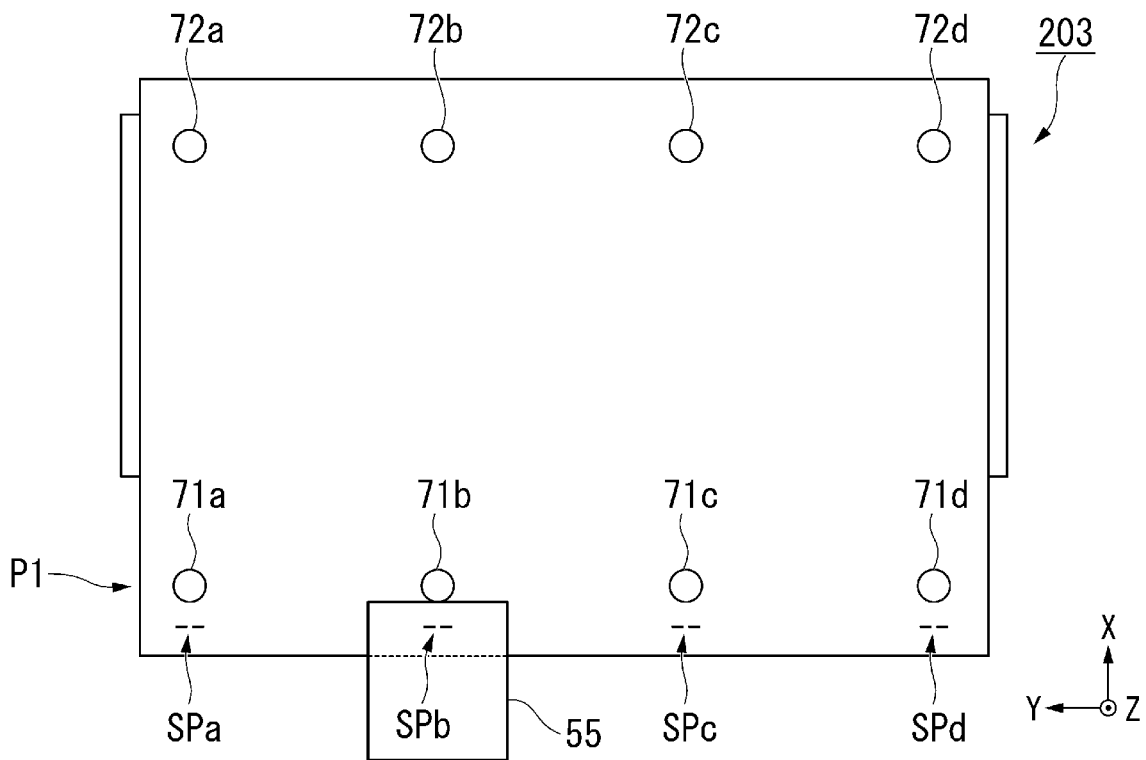 72a 72b 72c 72d 203
71a 71b 71c 71d
P1
SPa SPb 55 SPc SPd
X
Y Z